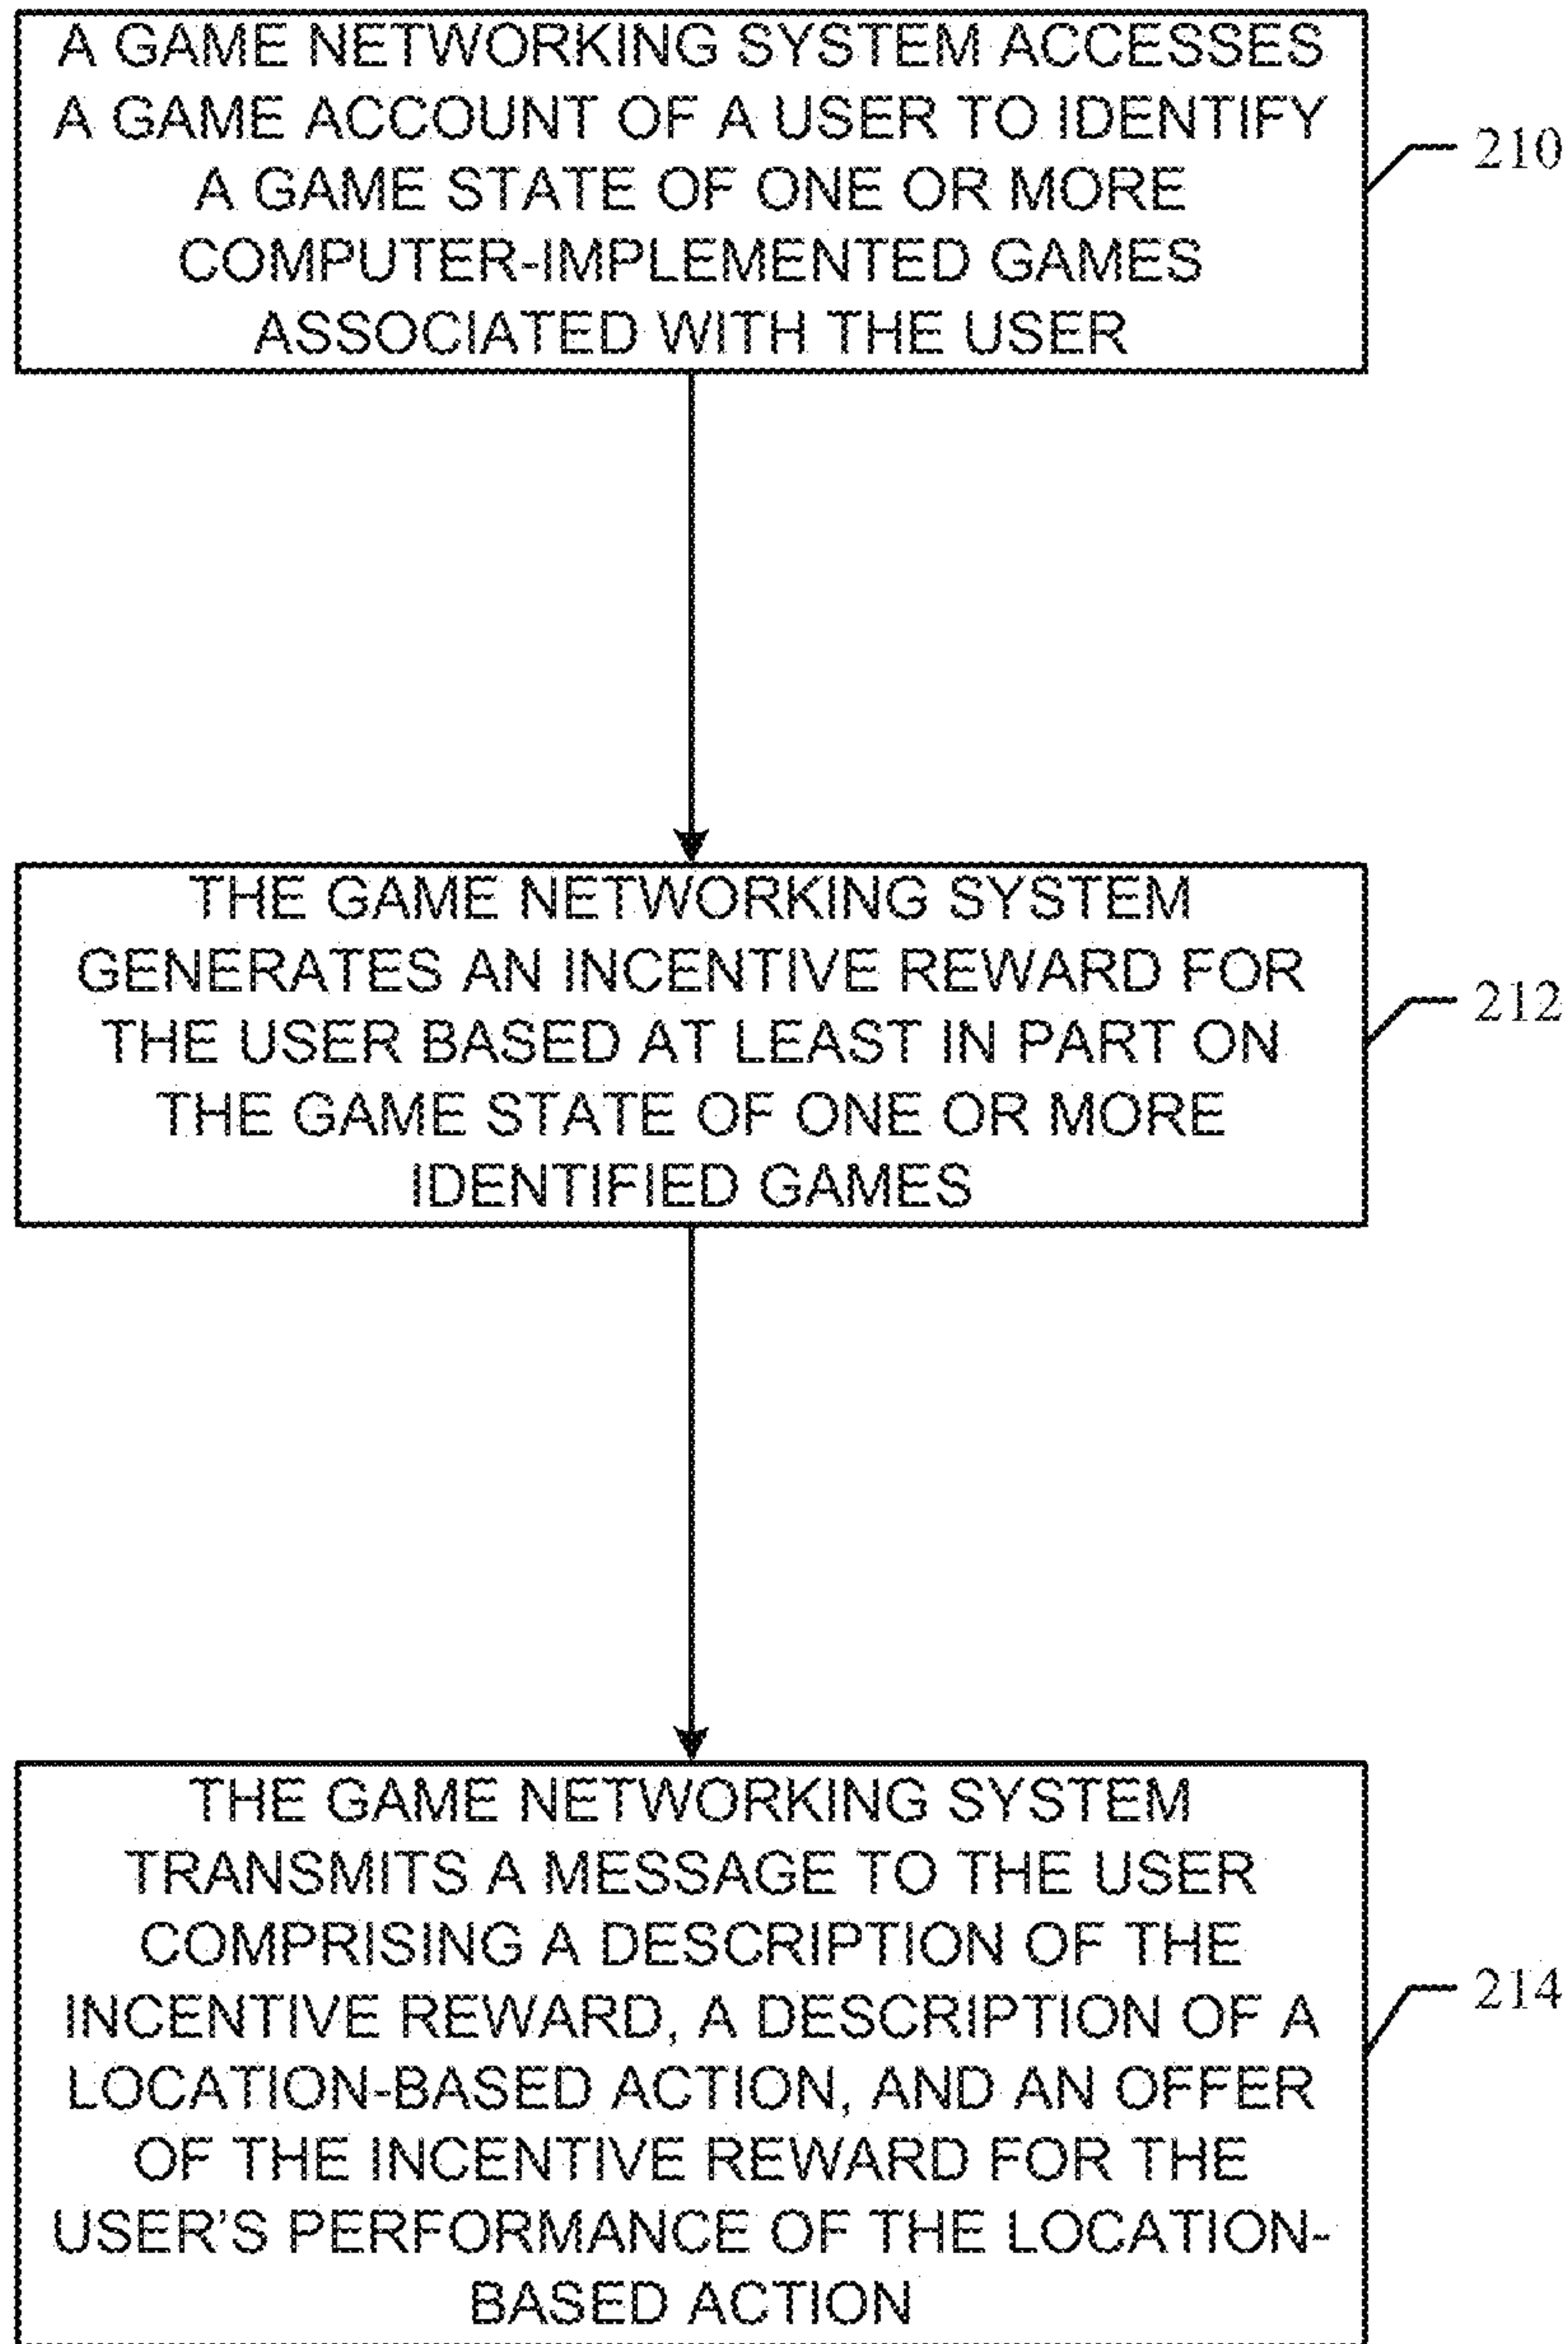 A GAME NETWORKING SYSTEM ACCESSES
A GAME ACCOUNT OF A USER TO IDENTIFY
A GAME STATE OF ONE OR MORE
COMPUTER-IMPLEMENTED GAMES
ASSOCIATED WITH THE USER
210
THE GAME NETWORKING SYSTEM
GENERATES AN INCENTIVE REWARD FOR
THE USER BASED AT LEAST IN PART ON
THE GAME STATE OF ONE OR MORE
IDENTIFIED GAMES
212
THE GAME NETWORKING SYSTEM
TRANSMITS A MESSAGE TO THE USER
COMPRISING A DESCRIPTION OF THE
INCENTIVE REWARD, A DESCRIPTION OF A
LOCATION-BASED ACTION, AND AN OFFER
OF THE INCENTIVE REWARD FOR THE
USER'S PERFORMANCE OF THE LOCATION-
BASED ACTION
214